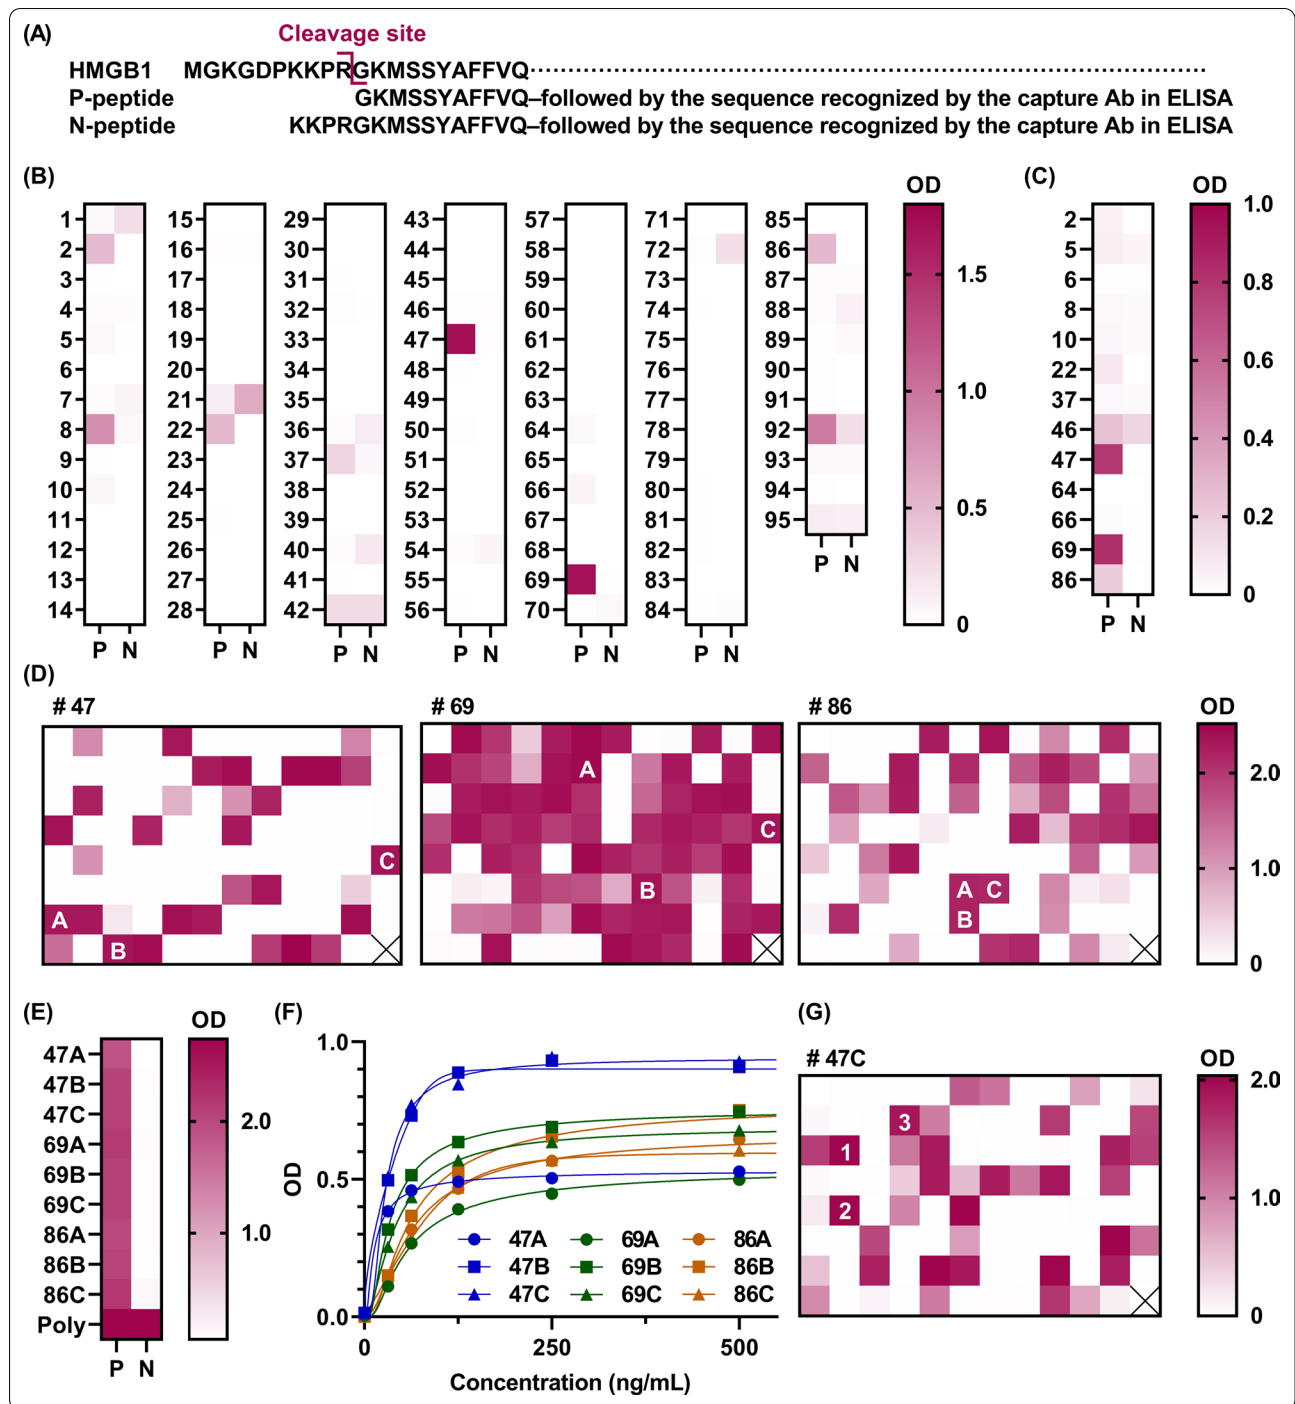 (A)
Cleavage site
HMGB1 MGKGDPKKPRGKMSSYAFFVQ
P-peptide GKMSSYAFFVQ–followed by the sequence recognized by the capture Ab in ELISA
N-peptide KKPRGKMSSYAFFVQ–followed by the sequence recognized by the capture Ab in ELISA
(B)
1 2 3 4 5 6 7 8 9 10 11 12 13 14
P N
15 16 17 18 19 20 21 22 23 24 25 26 27 28
P N
29 30 31 32 33 34 35 36 37 38 39 40 41 42
P N
43 44 45 46 47 48 49 50 51 52 53 54 55 56
P N
57 58 59 60 61 62 63 64 65 66 67 68 69 70
P N
71 72 73 74 75 76 77 78 79 80 81 82 83 84
P N
85 86 87 88 89 90 91 92 93 94 95
P N
OD
1.5
1.0
0.5
0
(C)
2 5 6 8 10 22 37 46 47 64 66 69 86
P N
OD
1.0
0.8
0.6
0.4
0.2
0
(D)
# 47
C
A
B
# 69
A
C
B
# 86
A C
B
OD
2.0
1.0
0
(E)
47A
47B
47C
69A
69B
69C
86A
86B
86C
Poly
P N
OD
2.0
1.0
(F)
OD
1.0
0.5
0.0
0 250 500
Concentration (ng/mL)
47A 69A 86A
47B 69B 86B
47C 69C 86C
(G)
# 47C
3
1
2
OD
2.0
1.0
0